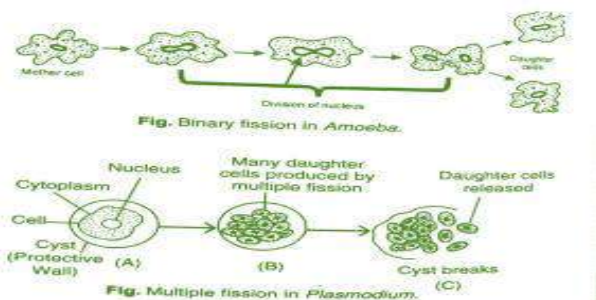 Mother cell
Daughter
cells
Division of nucleus
Fig. Binary fission in Amoeba.
Nucleus
Cytoplasm
Cell
Cyst
(Protective
Wall)
(A)
Many daughter
cells produced by
multiple fission
(B)
Daughter cells
released
Cyst breaks
(C)
Fig. Multiple fission in Plasmodium.